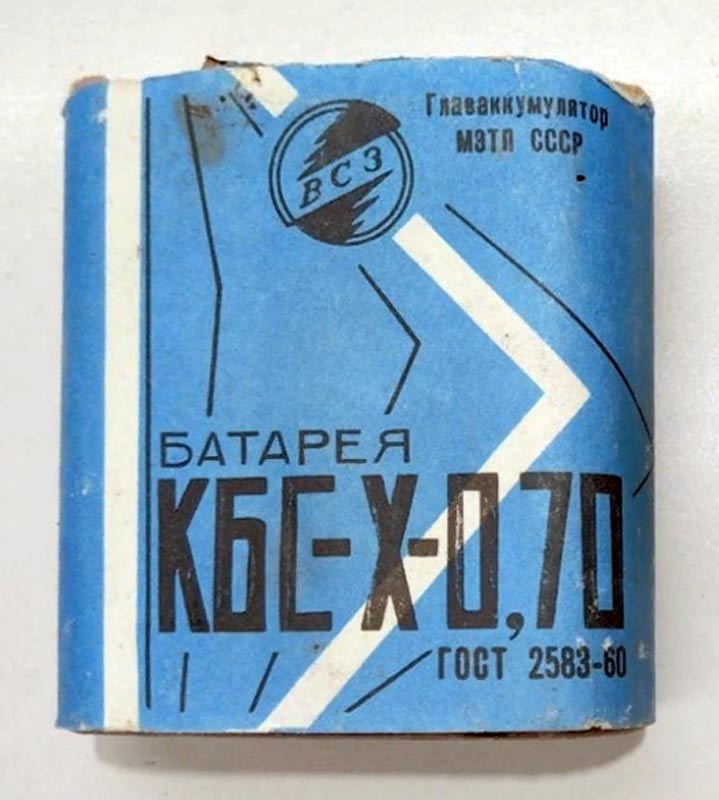 Главаккумулятор
МЭТП СССР
ВСЗ
БАТАРЕЯ
КБС-Х-0,70
ГОСТ 2583-60